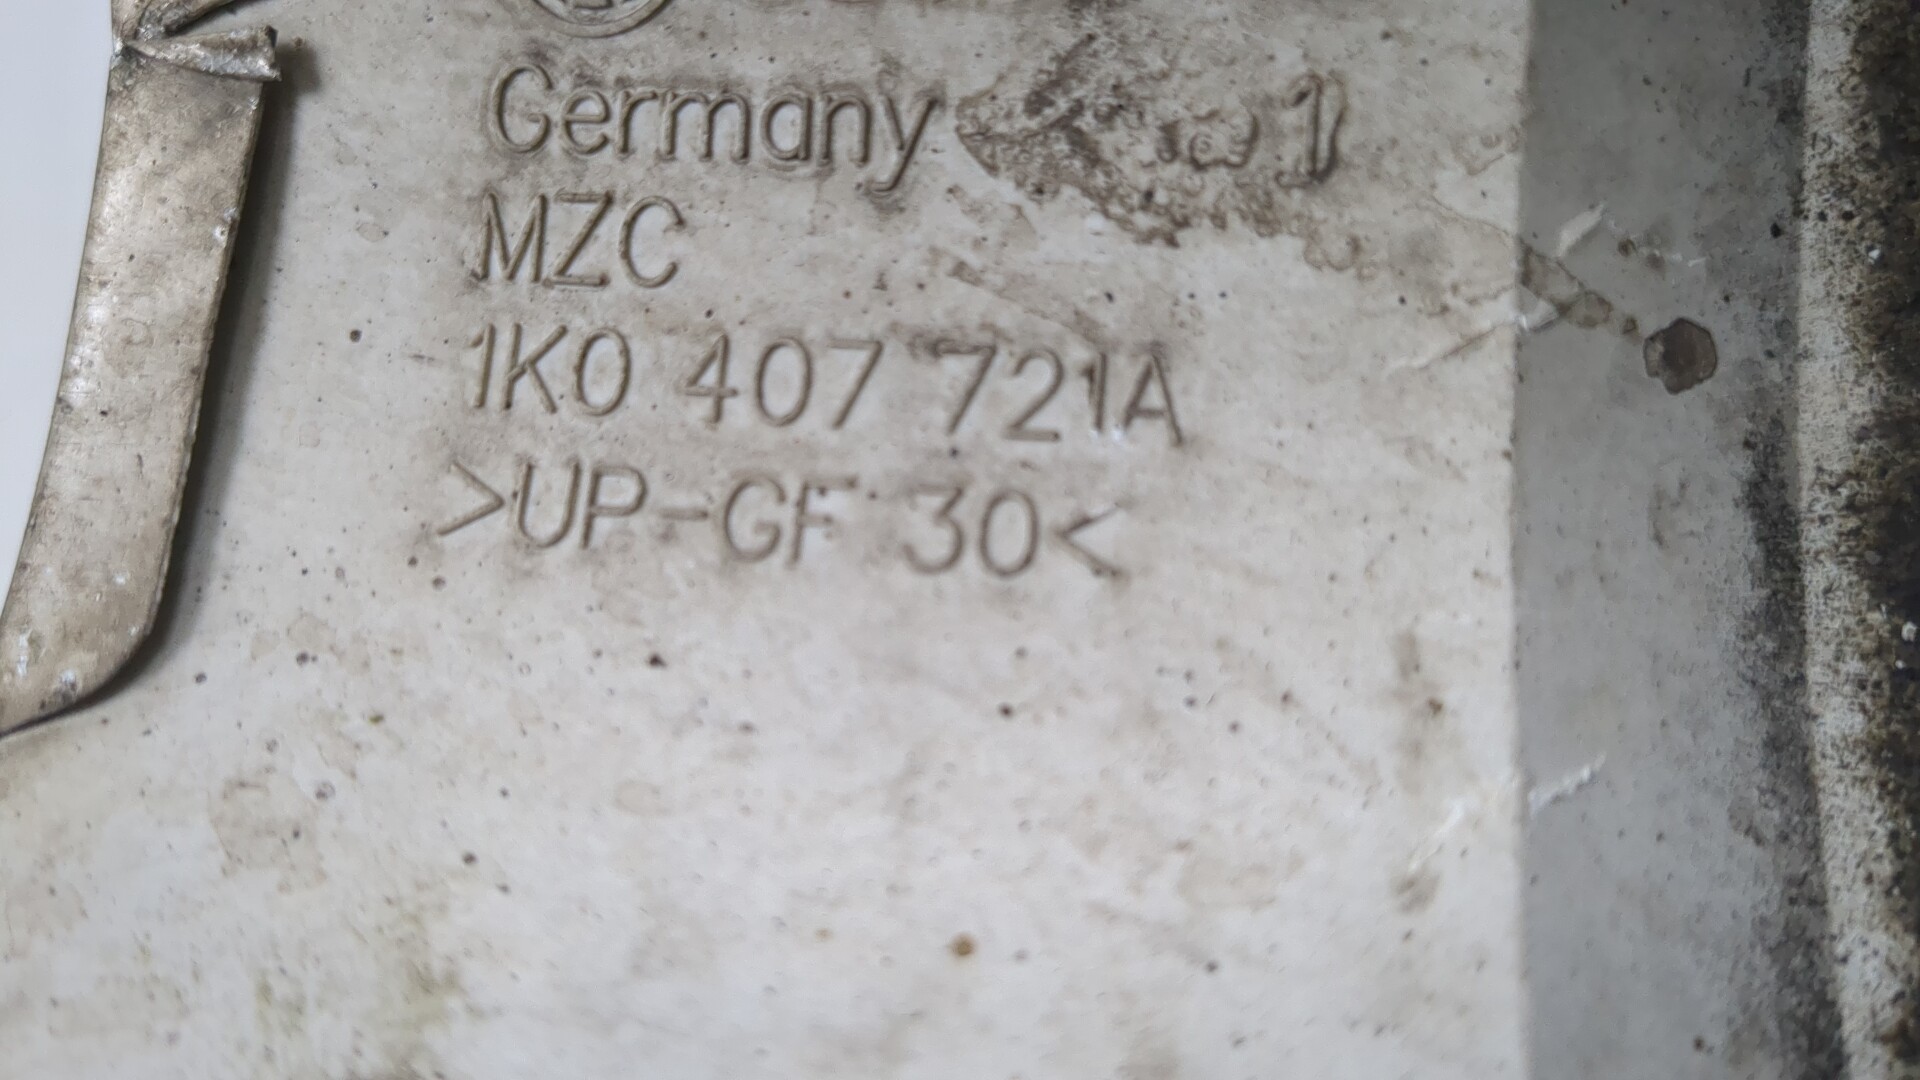 Germany
MZC
1K0 407 721A
>UP-GF 30<